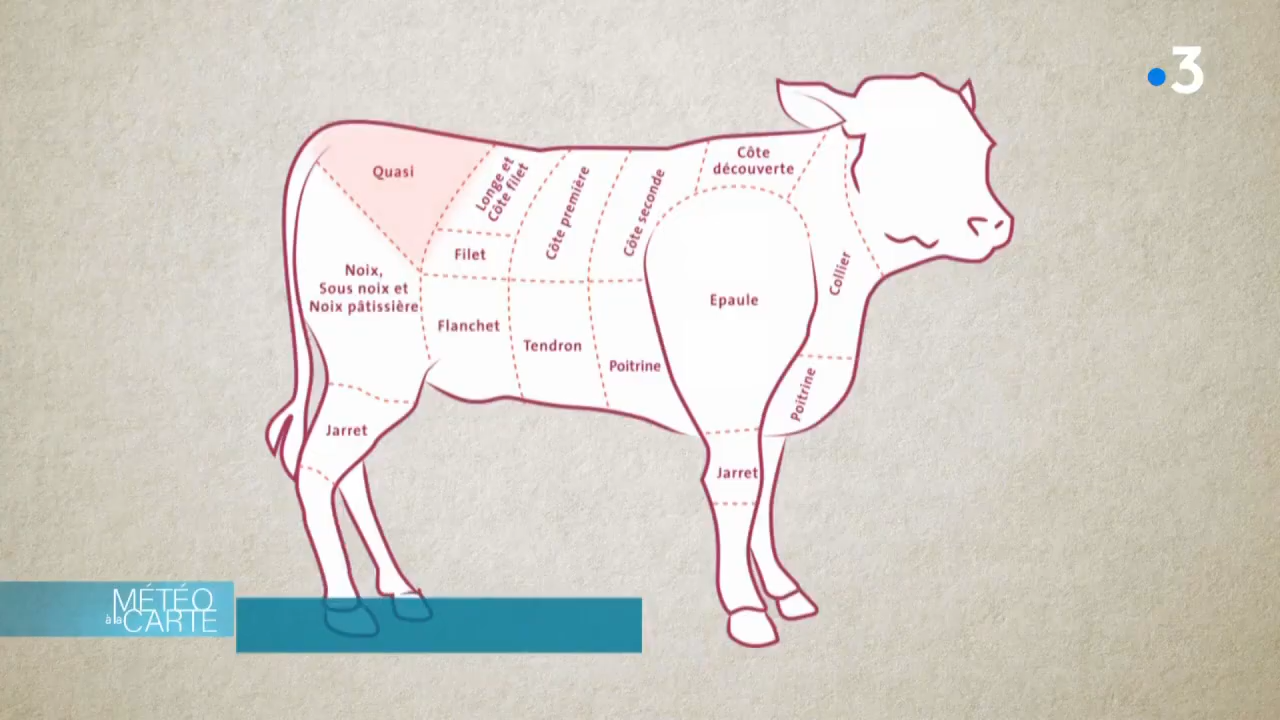 3
Quasi
Longe et
Côte filet
Côte première
Côte seconde
Côte
découverte
Filet
Noix,
Sous noix et
Noix pâtissière
Flanchet
Tendron
Poitrine
Epaule
Collier
Poitrine
Jarret
Jarret
MÉTÉO
à la CARTE